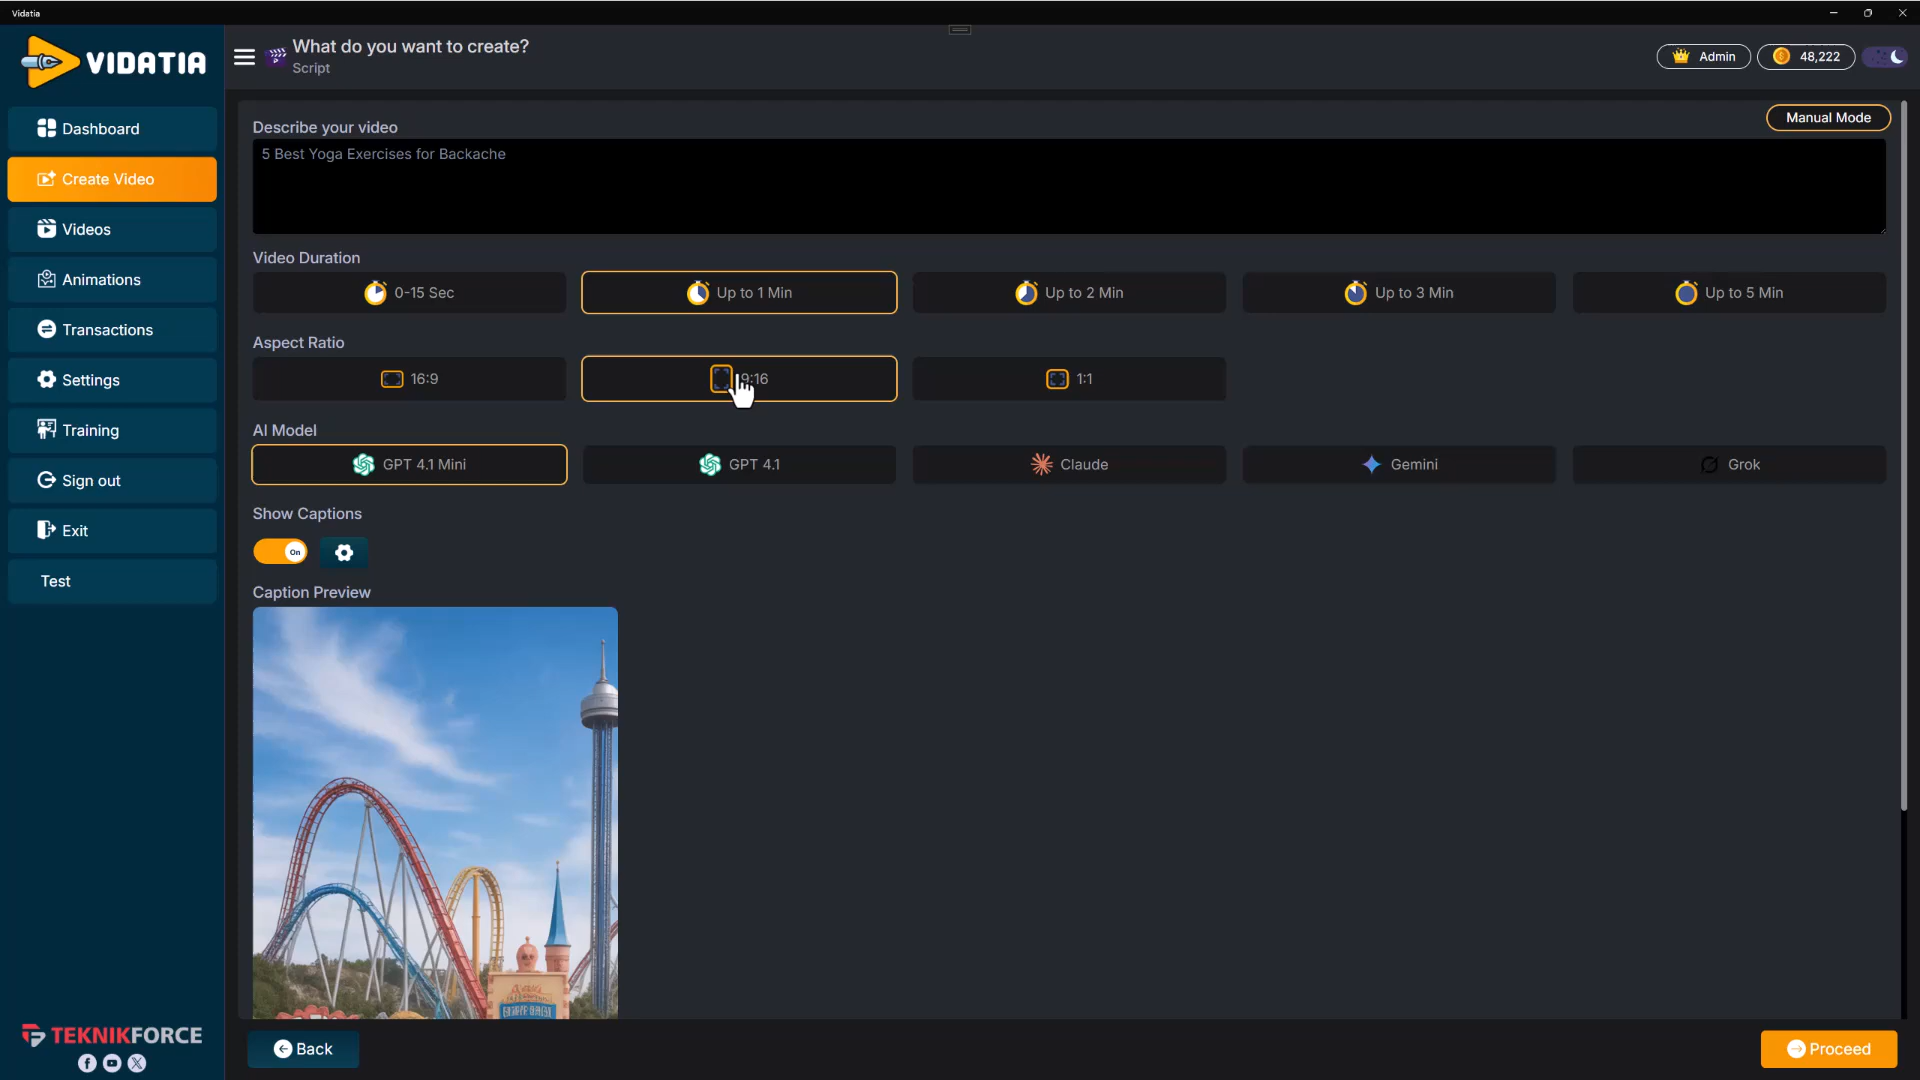 Vidatia
VIDATIA
What do you want to create?
Script
Admin
48,222
Dashboard
Create Video
Videos
Animations
Transactions
Settings
Training
Sign out
Exit
Test
TEKNIKFORCE
Manual Mode
Describe your video
5 Best Yoga Exercises for Backache
Video Duration
0-15 Sec
Up to 1 Min
Up to 2 Min
Up to 3 Min
Up to 5 Min
Aspect Ratio
16:9
9:16
1:1
AI Model
GPT 4.1 Mini
GPT 4.1
Claude
Gemini
Grok
Show Captions
On
Caption Preview
Back
Proceed